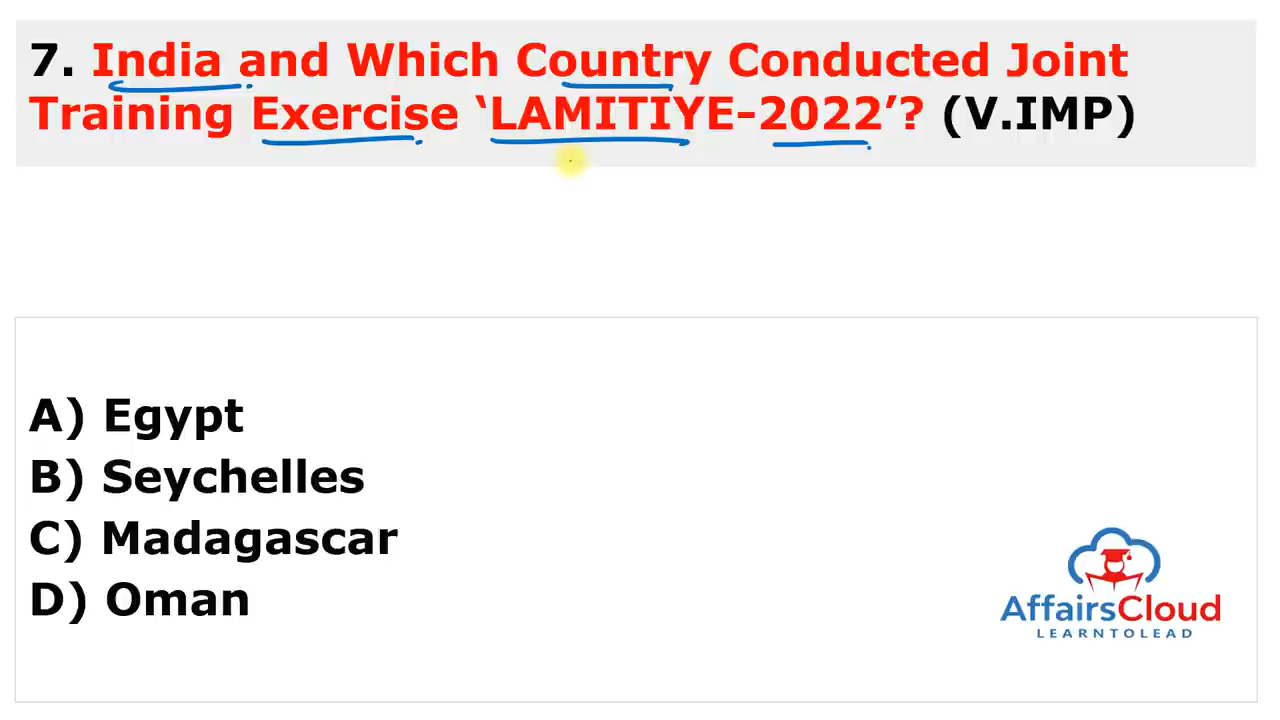 7. India and Which Country Conducted Joint
Training Exercise ‘LAMITIYE-2022’? (V.IMP)
A) Egypt
B) Seychelles
C) Madagascar
D) Oman
AffairsCloud
LEARNTOLEAD